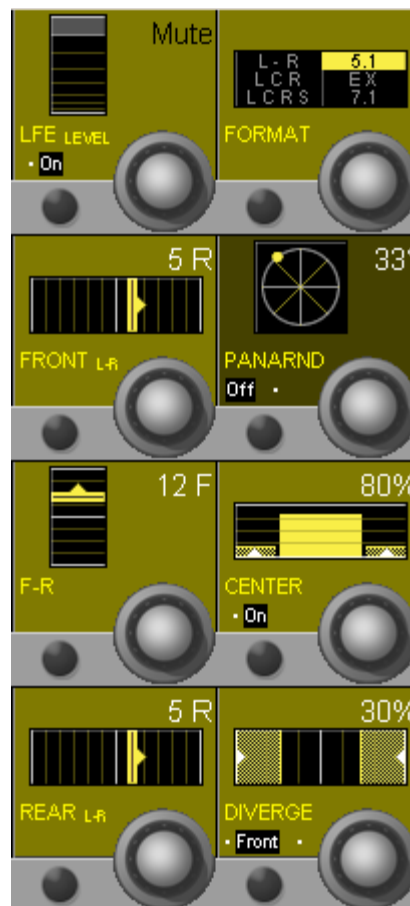 Mute
LFE LEVEL
· On
L-R 5.1
LCR EX
LCRS 7.1
FORMAT
5 R
FRONT L-R
33°
PANARND
Off ·
12 F
F-R
80%
CENTER
· On
5 R
REAR L-R
30%
DIVERGE
· Front ·